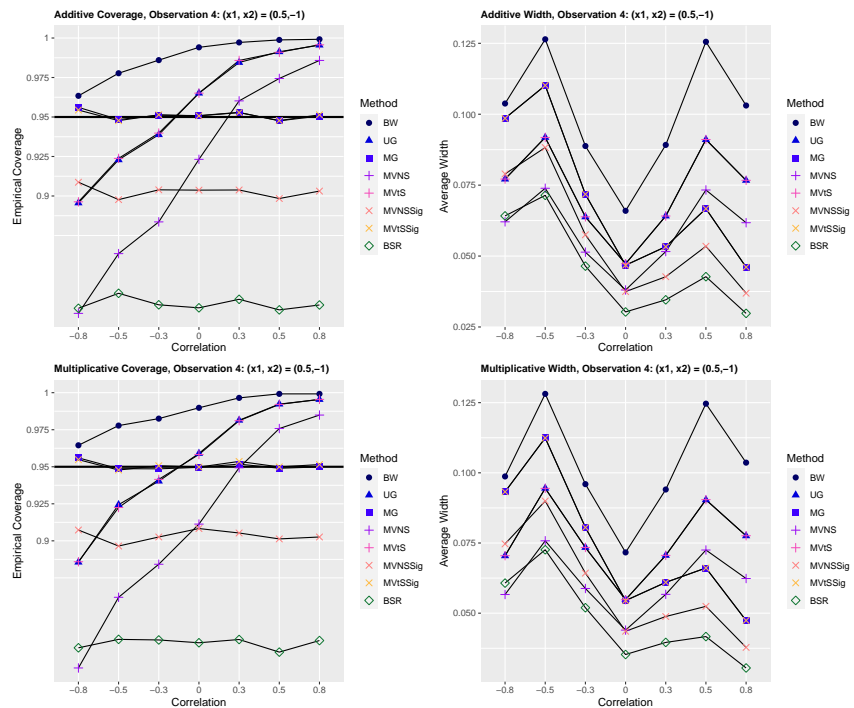 Additive Coverage, Observation 4: (x1, x2) = (0.5,−1)
1
0.975
0.95
0.925
0.9
Empirical Coverage
−0.8 −0.5 −0.3 0 0.3 0.5 0.8
Correlation
Method
BW
UG
MG
MVNS
MVtS
MVNSSig
MVtSSig
BSR
Additive Width, Observation 4: (x1, x2) = (0.5,−1)
0.125
0.100
0.075
0.050
0.025
Average Width
−0.8 −0.5 −0.3 0 0.3 0.5 0.8
Correlation
Method
BW
UG
MG
MVNS
MVtS
MVNSSig
MVtSSig
BSR
Multiplicative Coverage, Observation 4: (x1, x2) = (0.5,−1)
1
0.975
0.95
0.925
0.9
Empirical Coverage
−0.8 −0.5 −0.3 0 0.3 0.5 0.8
Correlation
Method
BW
UG
MG
MVNS
MVtS
MVNSSig
MVtSSig
BSR
Multiplicative Width, Observation 4: (x1, x2) = (0.5,−1)
0.125
0.100
0.075
0.050
Average Width
−0.8 −0.5 −0.3 0 0.3 0.5 0.8
Correlation
Method
BW
UG
MG
MVNS
MVtS
MVNSSig
MVtSSig
BSR